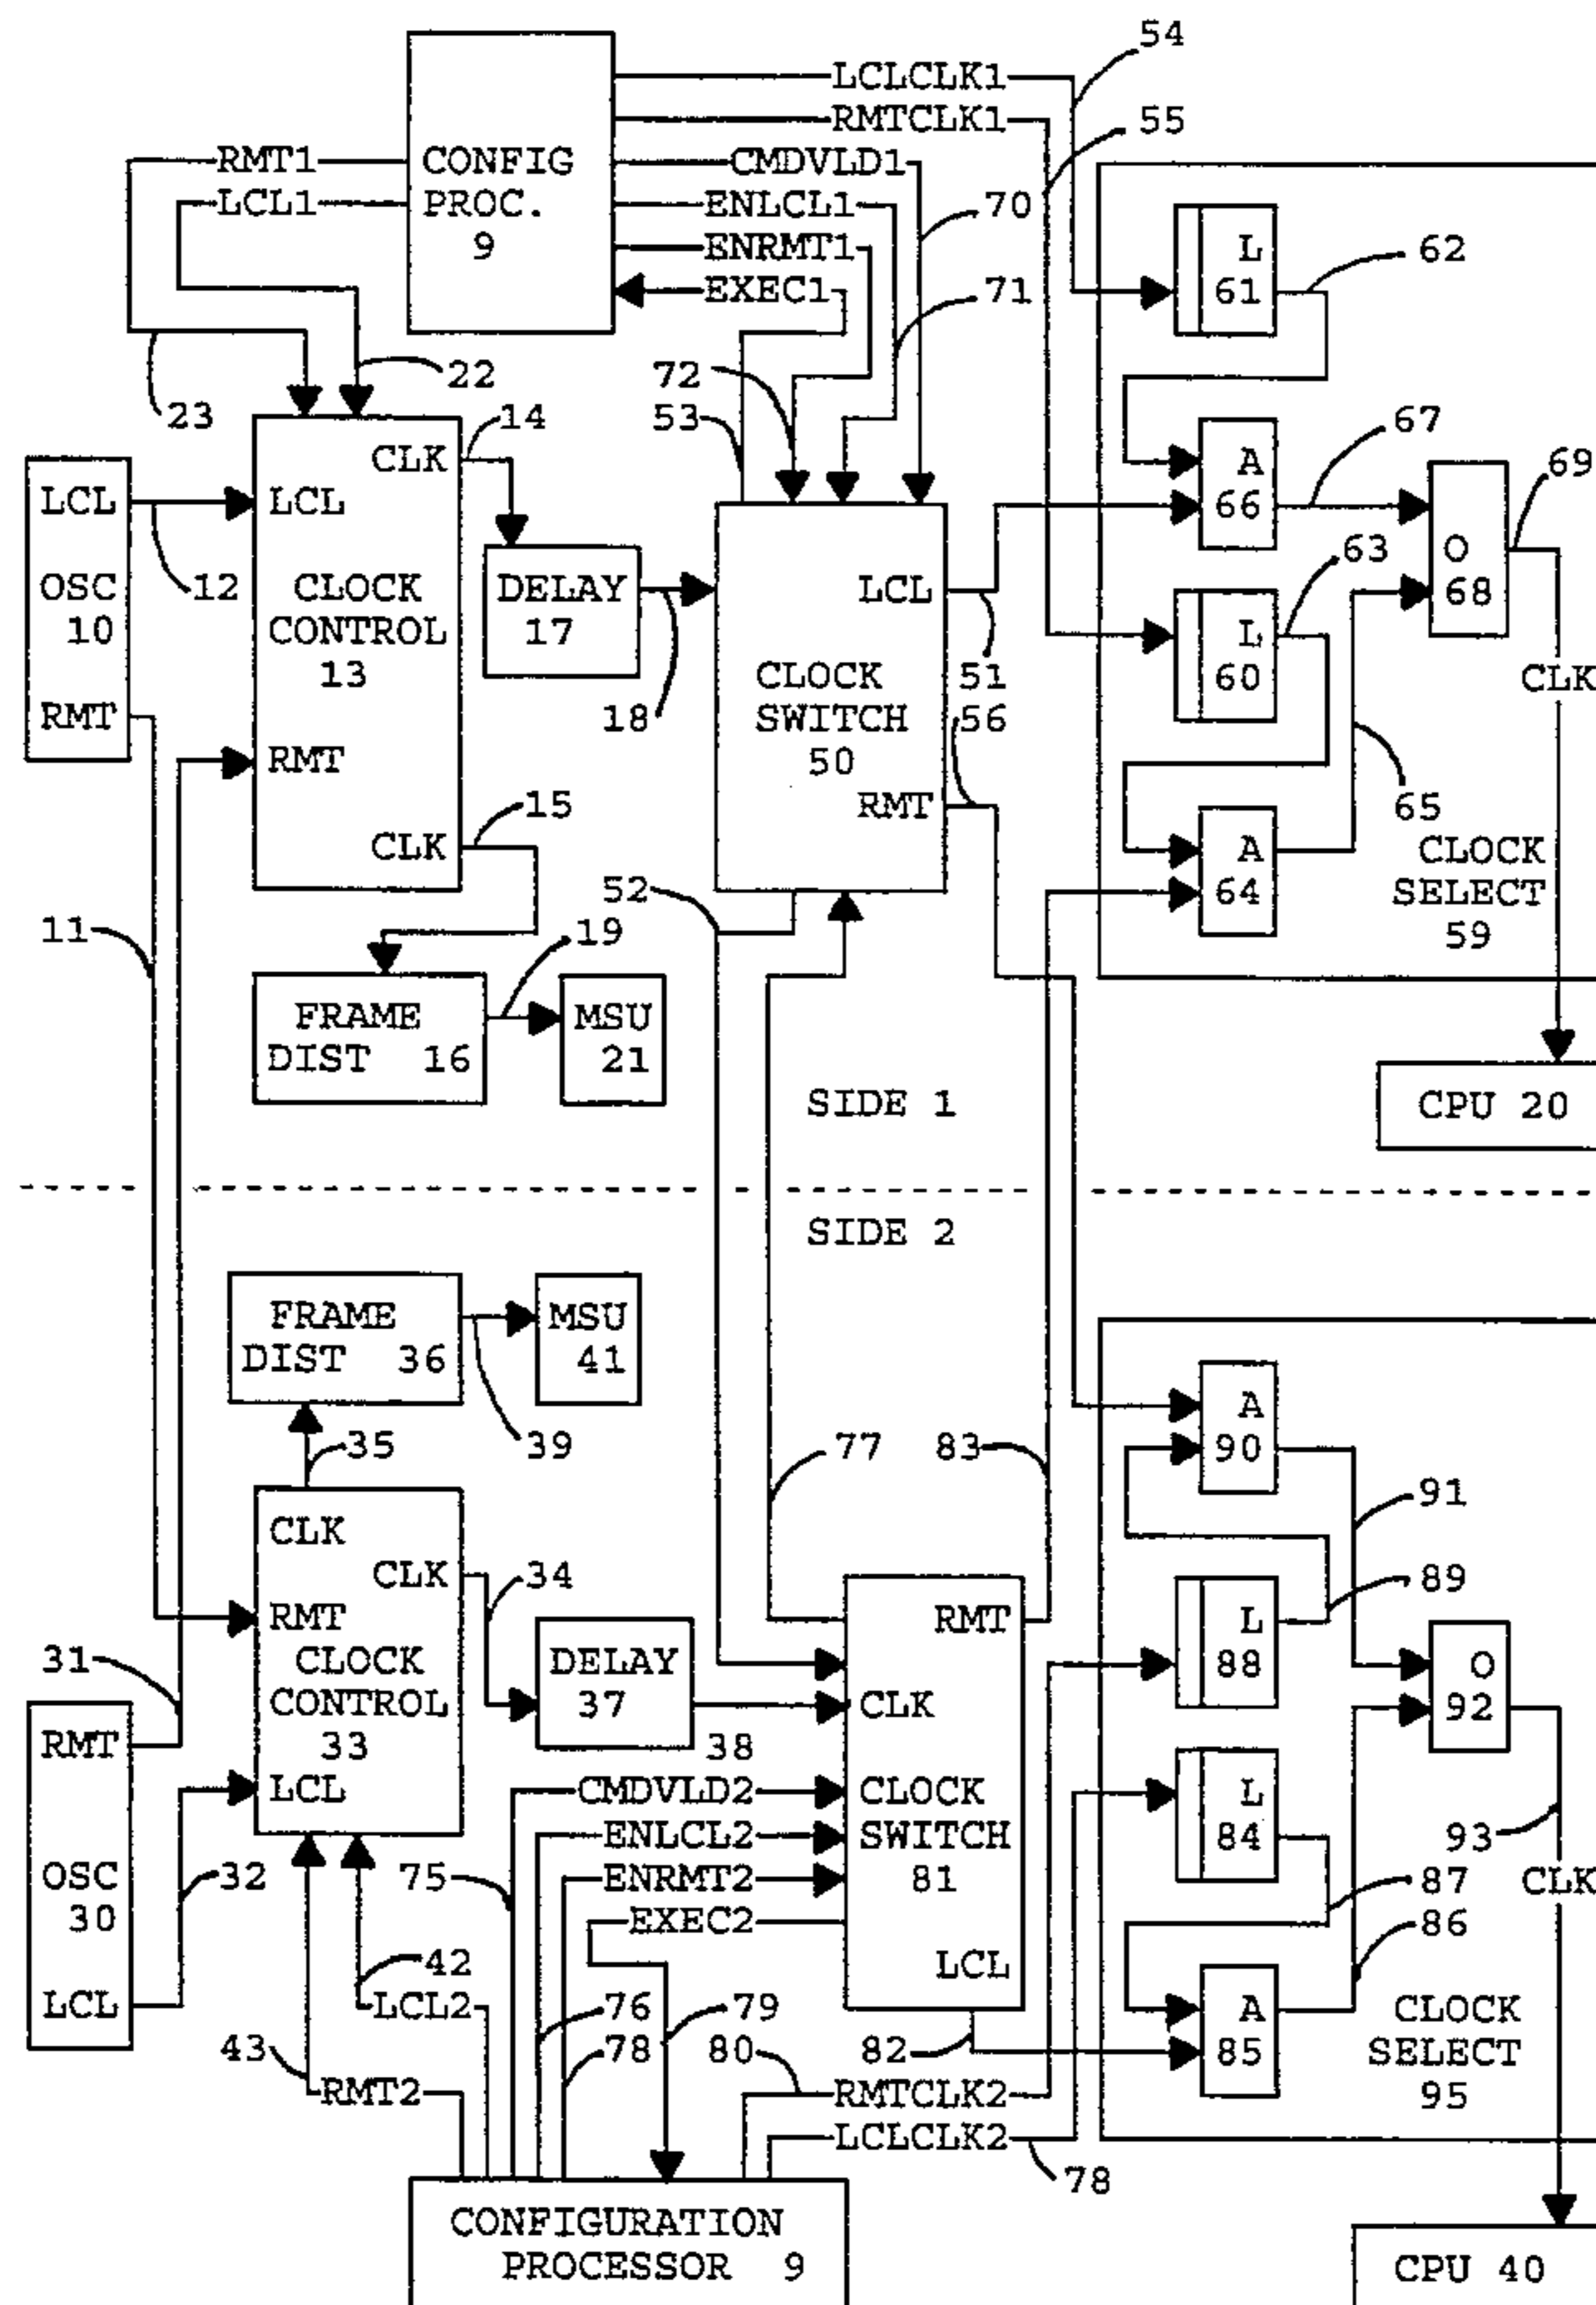 54
LCLCLK1
RMTCLK1
55
RMT1
CONFIG
CMDVLD1
LCL1
PROC.
ENLCL1
70
9
ENRMT1
L
62
EXEC1
71
61
22
72
23
14
53
67
CLK
A
69
LCL
LCL
66
63
O
OSC
12
CLOCK
DELAY
LCL
68
10
CONTROL
17
L
13
CLOCK
51
60
CLK
RMT
18
SWITCH
56
RMT
50
15
RMT
65
CLK
A
CLOCK
52
64
SELECT
11
19
59
FRAME
MSU
DIST 16
21
SIDE 1
CPU 20
SIDE 2
FRAME
MSU
DIST 36
41
A
35
39
77
83
90
91
CLK
CLK
34
89
RMT
RMT
L
31
CLOCK
DELAY
88
O
CONTROL
37
CLK
92
RMT
33
38
LCL
CMDVLD2
CLOCK
L
ENLCL2
SWITCH
84
93
OSC
32
75
ENRMT2
81
87
CLK
30
EXEC2
86
42
LCL
LCL
LCL2
76
79
A
CLOCK
43
78
80
82
85
SELECT
RMT2
RMTCLK2
95
LCLCLK2
78
CONFIGURATION
PROCESSOR 9
CPU 40